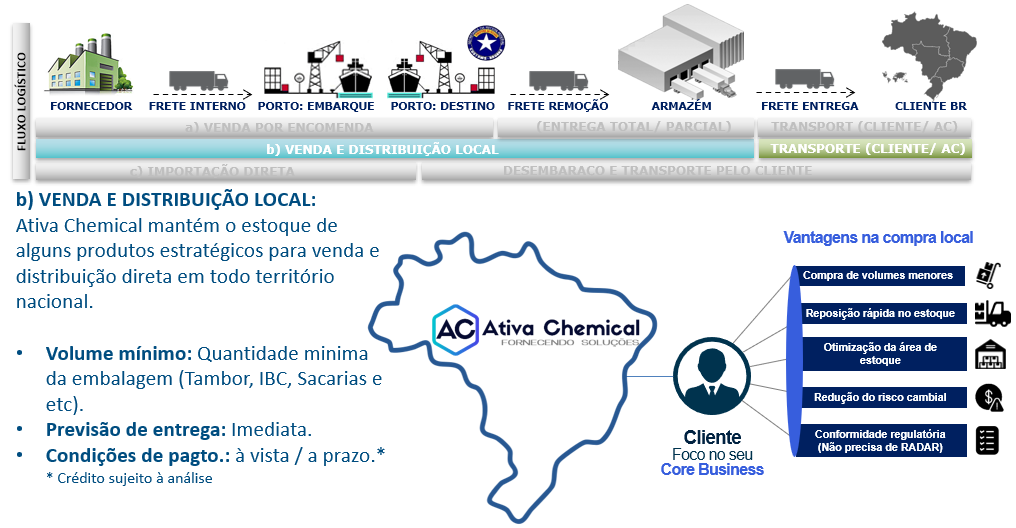 FLUXO LOGÍSTICO
FORNECEDOR
FRETE INTERNO
PORTO: EMBARQUE
PORTO: DESTINO
FRETE REMOÇÃO
ARMAZÉM
FRETE ENTREGA
CLIENTE BR
a) VENDA POR ENCOMENDA
(ENTREGA TOTAL/ PARCIAL)
TRANSPORT (CLIENTE/ AC)
b) VENDA E DISTRIBUIÇÃO LOCAL
TRANSPORTE (CLIENTE/ AC)
c) IMPORTAÇÃO DIRETA
DESEMBARAÇO E TRANSPORTE PELO CLIENTE
b) VENDA E DISTRIBUIÇÃO LOCAL:
Ativa Chemical mantém o estoque de
alguns produtos estratégicos para venda e
distribuição direta em todo território
nacional.
• Volume mínimo: Quantidade minima
da embalagem (Tambor, IBC, Sacarias e
etc).
• Previsão de entrega: Imediata.
• Condições de pagto.: à vista / a prazo.*
* Crédito sujeito à análise
AC Ativa Chemical
FORNECENDO SOLUÇÕES
Cliente
Foco no seu
Core Business
Vantagens na compra local
Compra de volumes menores
Reposição rápida no estoque
Otimização da área de
estoque
Redução do risco cambial
Conformidade regulatória
(Não precisa de RADAR)